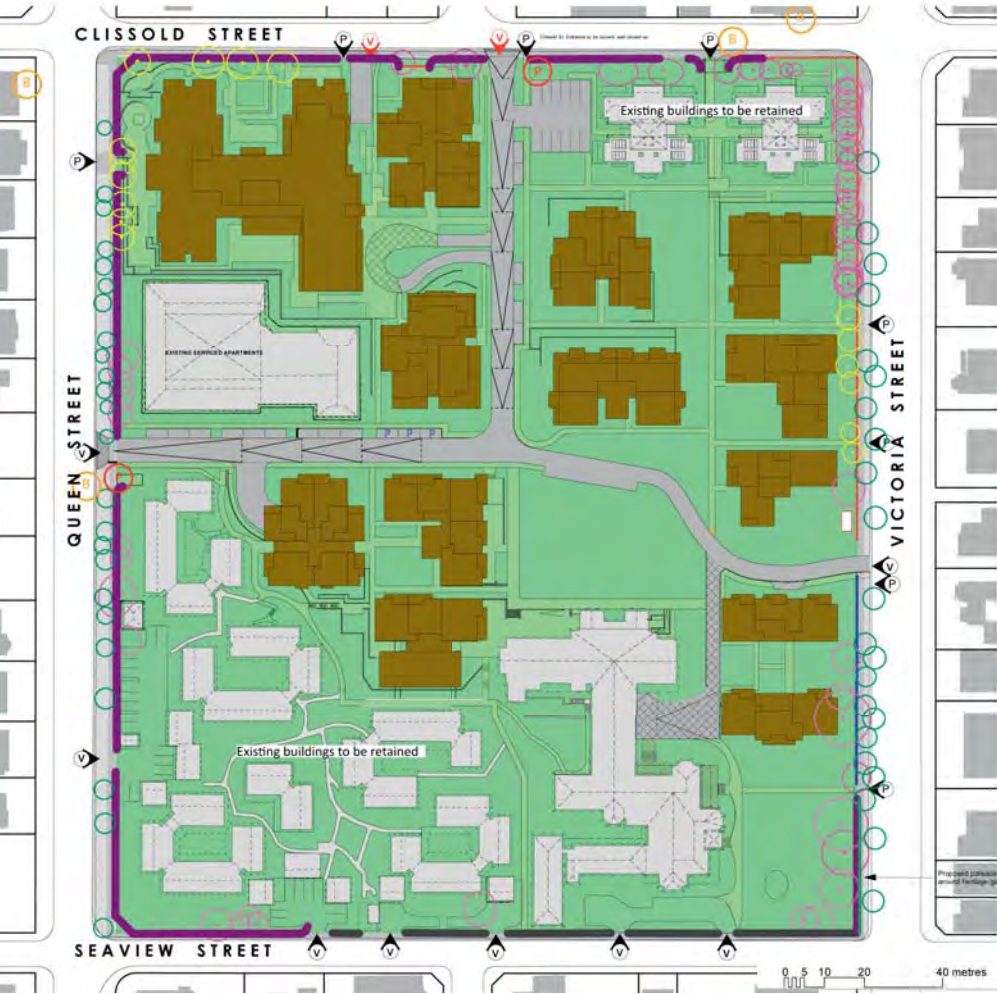 CLISSOLD STREET
B
B
P
V
V
P
P
B
P
Existing buildings to be retained
P
EXISTING SERVICED APARTMENTS
P
QUEEN STREET
VICTORIA STREET
P P P
V
P
B
P
V
P
Existing buildings to be retained
V
P
SEAVIEW STREET
V
V
V
V
V
0 5 10 20 40 metres